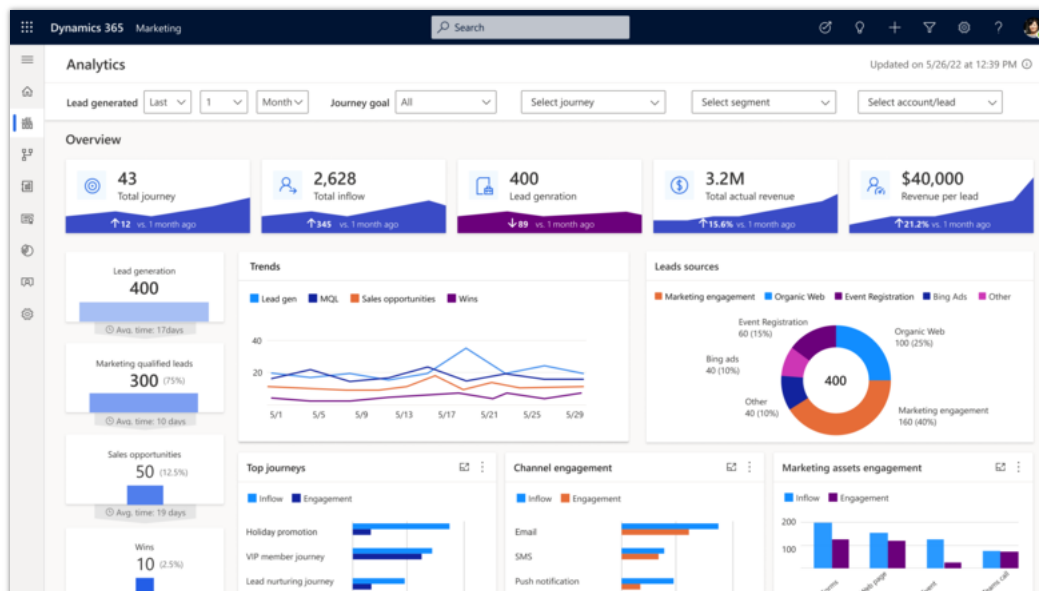 Dynamics 365 Marketing
Search
Analytics
Updated on 5/26/22 at 12:39 PM
Lead generated Last 1 Month Journey goal All Select journey Select segment Select account/lead
Overview
43
Total journey
↑12 vs. 1 month ago
2,628
Total inflow
↑345 vs. 1 month ago
400
Lead genration
↓89 vs. 1 month ago
3.2M
Total actual revenue
↑15.6% vs. 1 month ago
$40,000
Revenue per lead
↑21.2% vs. 1 month ago
Lead generation
400
Avg. time: 17days
Marketing qualified leads
300 (75%)
Avg. time: 10 days
Sales opportunities
50 (12.5%)
Avg. time: 19 days
Wins
10 (2.5%)
Trends
Lead gen MQL Sales opportunities Wins
40
20
5/1 5/5 5/9 5/13 5/17 5/21 5/25 5/29
Leads sources
Marketing engagement Organic Web Event Registration Bing Ads Other
Event Registration
60 (15%)
Organic Web
100 (25%)
Bing ads
40 (10%)
400
Other
40 (10%)
Marketing engagement
160 (40%)
Top journeys
Inflow Engagement
Holiday promotion
VIP member journey
Lead nurturing journey
Channel engagement
Inflow Engagement
Email
SMS
Push notification
Marketing assets engagement
Inflow Engagement
200
100
page
call